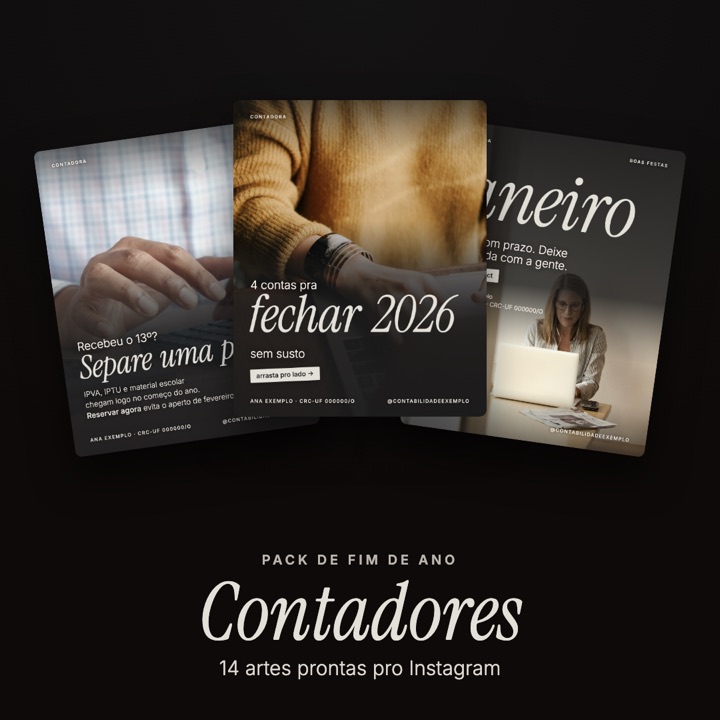 CONTADORA
Recebeu o 13º?
Separe uma
IPVA, IPTU e material escolar
chegam logo no começo do ano.
Reservar agora evita o aperto de fevereiro
ANA EXEMPLO · CRC-UF 000000/O
CONTADORA
4 contas pra
fechar 2026
sem susto
arrasta pro lado →
ANA EXEMPLO · CRC-UF 000000/O
@CONTABILIDADEEXEMPLO
BOAS FESTAS
aneiro
om prazo. Deixe
da com a gente.
CRC-UF 000000/O
@CONTABILIDADEEXEMPLO
PACK DE FIM DE ANO
Contadores
14 artes prontas pro Instagram